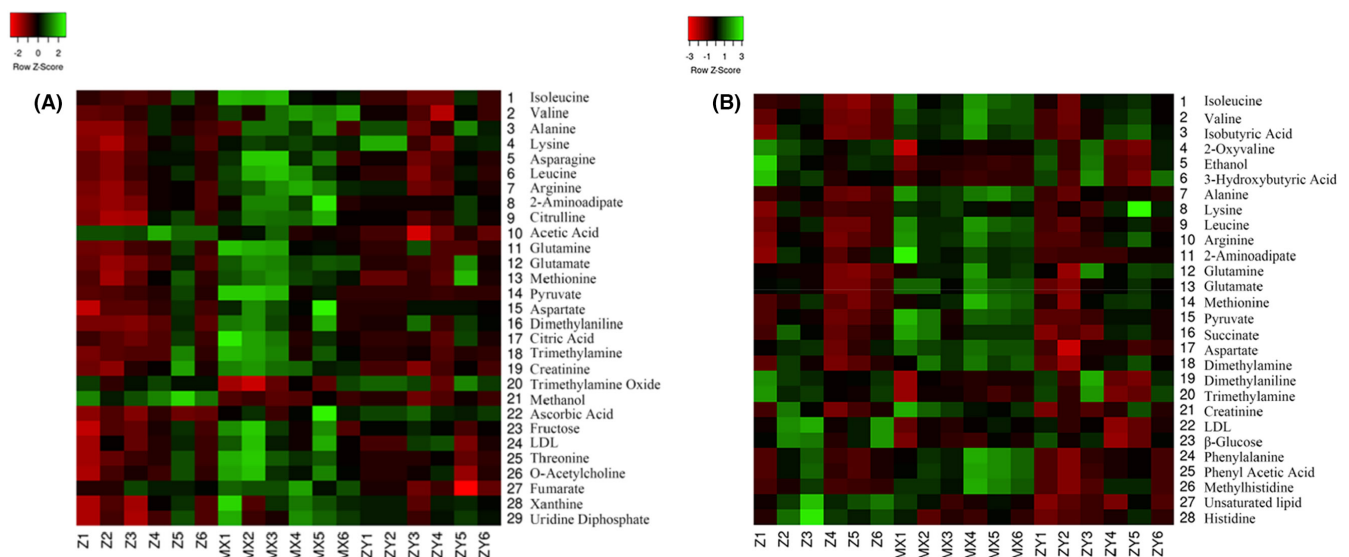 -2 0 2
Row Z-Score
(A)
1 Isoleucine
2 Valine
3 Alanine
4 Lysine
5 Asparagine
6 Leucine
7 Arginine
8 2-Aminoadipate
9 Citrulline
10 Acetic Acid
11 Glutamine
12 Glutamate
13 Methionine
14 Pyruvate
15 Aspartate
16 Dimethylaniline
17 Citric Acid
18 Trimethylamine
19 Creatinine
20 Trimethylamine Oxide
21 Methanol
22 Ascorbic Acid
23 Fructose
24 LDL
25 Threonine
26 O-Acetylcholine
27 Fumarate
28 Xanthine
29 Uridine Diphosphate
Z1 Z2 Z3 Z4 Z5 Z6 MX1 MX2 MX3 MX4 MX5 MX6 ZY1 ZY2 ZY3 ZY4 ZY5 ZY6
-3 -1 1 3
Row Z-Score
(B)
1 Isoleucine
2 Valine
3 Isobutyric Acid
4 2-Oxyvaline
5 Ethanol
6 3-Hydroxybutyric Acid
7 Alanine
8 Lysine
9 Leucine
10 Arginine
11 2-Aminoadipate
12 Glutamine
13 Glutamate
14 Methionine
15 Pyruvate
16 Succinate
17 Aspartate
18 Dimethylamine
19 Dimethylaniline
20 Trimethylamine
21 Creatinine
22 LDL
23 β-Glucose
24 Phenylalanine
25 Phenyl Acetic Acid
26 Methylhistidine
27 Unsaturated lipid
28 Histidine
Z1 Z2 Z3 Z4 Z5 Z6 MX1 MX2 MX3 MX4 MX5 MX6 ZY1 ZY2 ZY3 ZY4 ZY5 ZY6